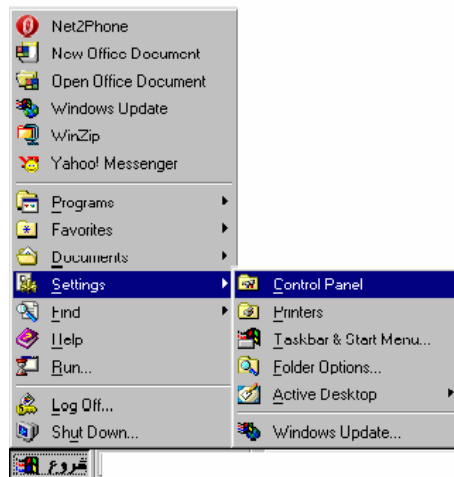 Net2Phone
New Office Document
Open Office Document
Windows Update
WinZip
Yahoo! Messenger
Programs
Favorites
Documents
Settings
Find
Help
Run...
Log Off...
Shut Down...
Control Panel
Printers
Taskbar & Start Menu...
Folder Options...
Active Desktop
Windows Update...
شروع